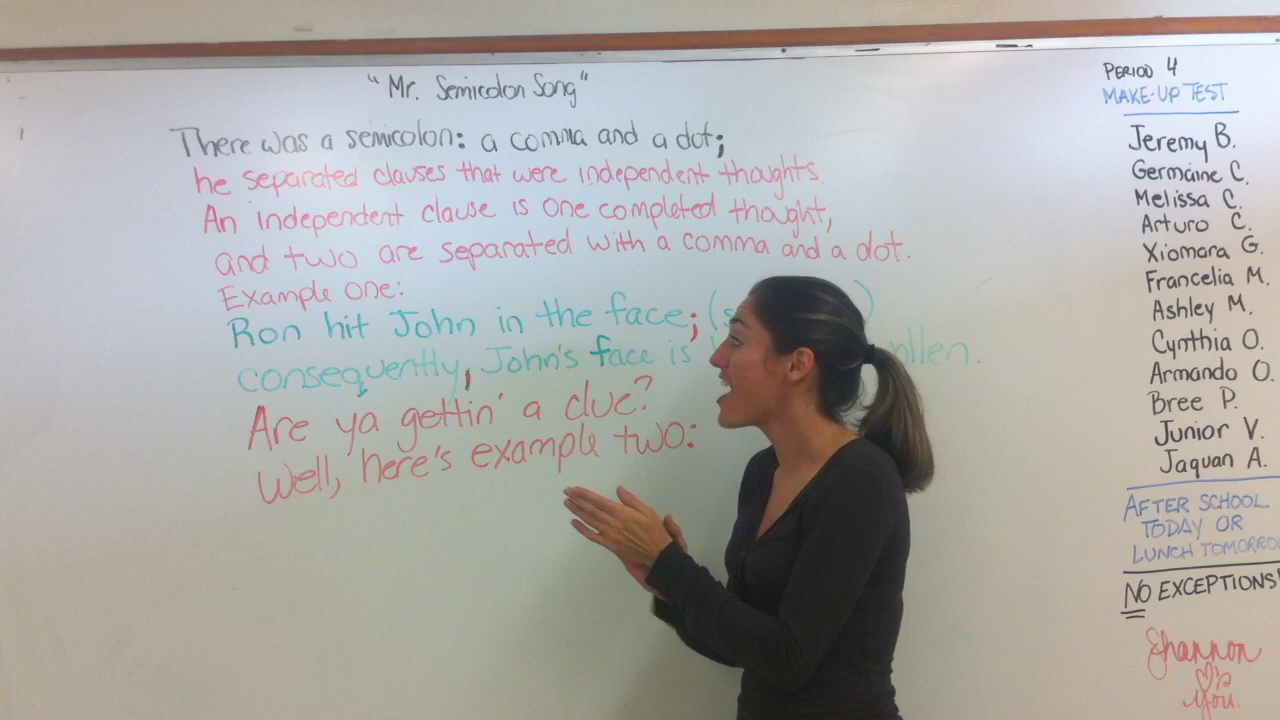 "Mr. Semicolon Song"
There was a semicolon: a comma and a dot;
he separated clauses that were independent thoughts.
An independent clause is one completed thought,
and two are separated with a comma and a dot.
Example one:
Ron hit John in the face; (
consequently, John's face is
Are ya gettin' a clue?
Well, here's example two:
PERIOD 4
MAKE-UP TEST
Jeremy B.
Germaine C.
Melissa C.
Arturo C.
Xiomara G.
Francelia M.
Ashley M.
Cynthia O.
Armando O.
Bree P.
Junior V.
Jaquan A.
AFTER SCHOOL
TODAY OR
LUNCH TOMORRO
NO EXCEPTIONS!
Shannon
♡'s
You.